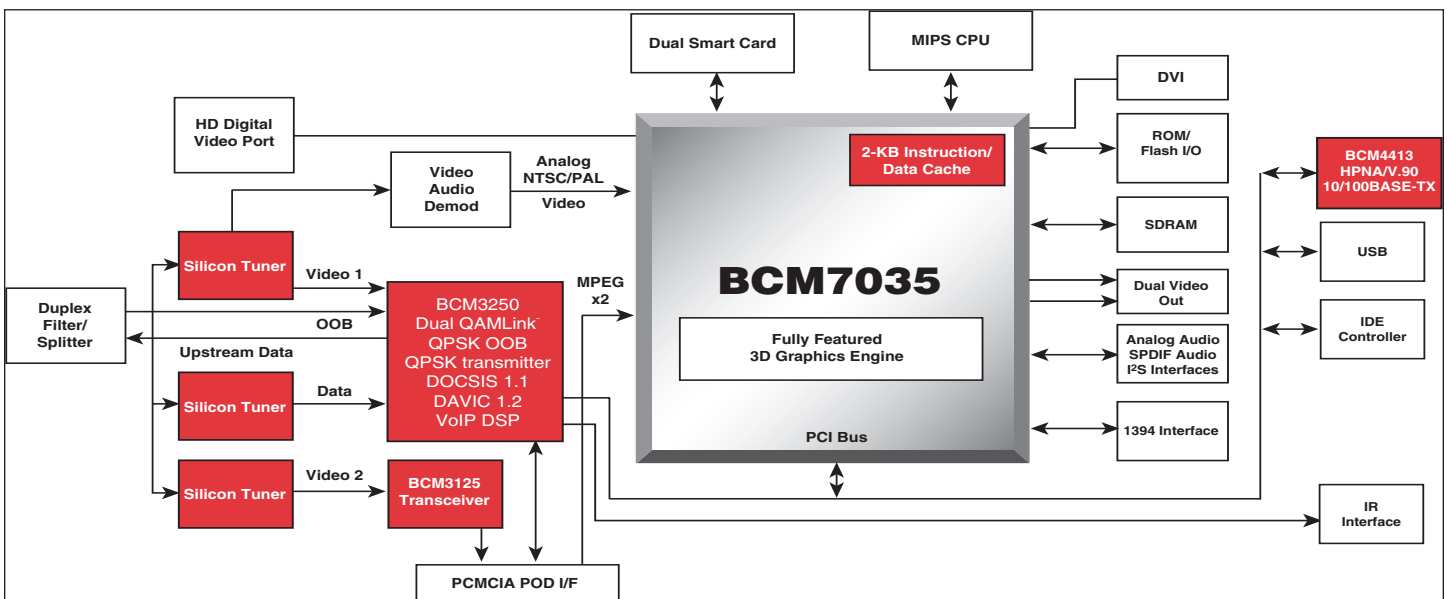 Dual Smart Card
MIPS CPU
DVI
HD Digital
Video Port
ROM/
Flash I/O
2-KB Instruction/
Data Cache
BCM4413
HPNA/V.90
10/100BASE-TX
Video
Audio
Demod
Analog
NTSC/PAL
Video
SDRAM
USB
Silicon Tuner
Video 1
MPEG
x2
BCM7035
Dual Video
Out
Duplex
Filter/
Splitter
OOB
Upstream Data
BCM3250
Dual QAMLink-
QPSK OOB
QPSK transmitter
DOCSIS 1.1
DAVIC 1.2
VoIP DSP
Fully Featured
3D Graphics Engine
Analog Audio
SPDIF Audio
I²S Interfaces
IDE
Controller
Silicon Tuner
Data
PCI Bus
1394 Interface
Silicon Tuner
Video 2
BCM3125
Transceiver
IR
Interface
PCMCIA POD I/F